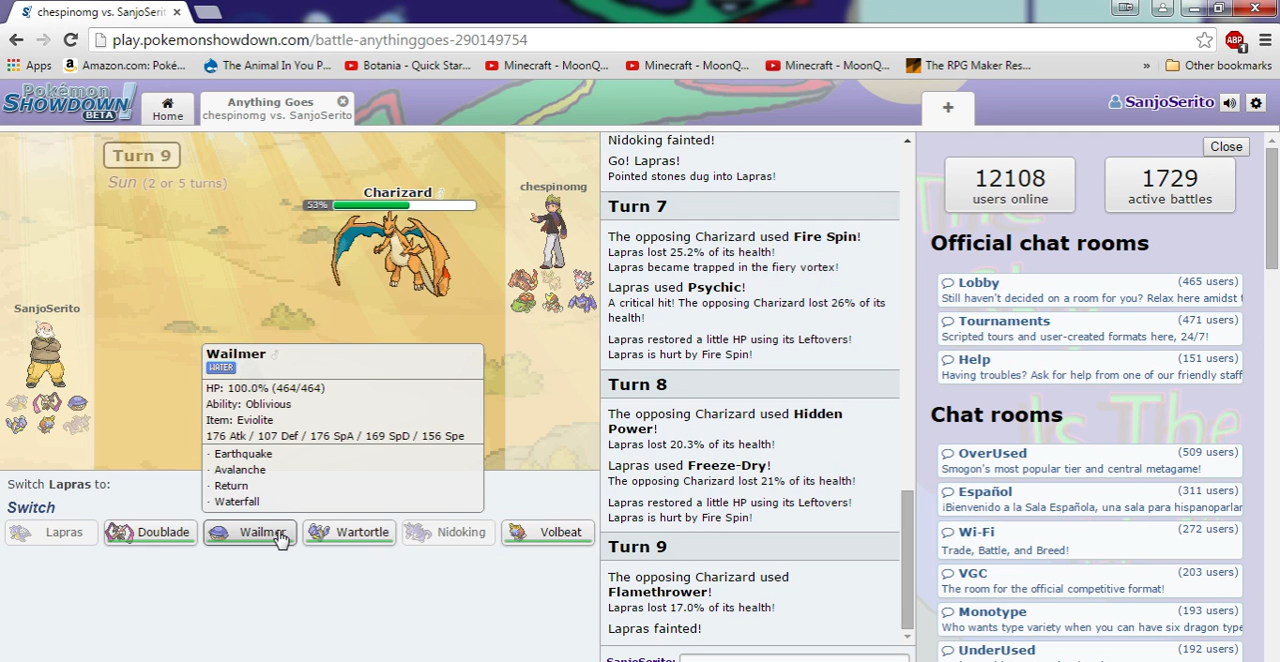 chespinomg vs. SanjoSerit
play.pokemonshowdown.com/battle-anythinggoes-290149754
ABP
1
Apps
Amazon.com: Poké...
The Animal In You P...
Botania - Quick Star...
Minecraft - MoonQ...
Minecraft - MoonQ...
Minecraft - MoonQ...
The RPG Maker Res...
»
Other bookmarks
Pokémon
SHOWDOWN!
BETA
Home
Anything Goes
chespinomg vs. SanjoSerito
+
SanjoSerito
Turn 9
Sun (2 or 5 turns)
Charizard ♂
53%
chespinomg
SanjoSerito
Wailmer ♂
WATER
HP: 100.0% (464/464)
Ability: Oblivious
Item: Eviolite
176 Atk / 107 Def / 176 SpA / 169 SpD / 156 Spe
· Earthquake
· Avalanche
· Return
· Waterfall
Switch Lapras to:
Switch
Lapras
Doublade
Wailmer
Wartortle
Nidoking
Volbeat
Nidoking fainted!
Go! Lapras!
Pointed stones dug into Lapras!
Turn 7
The opposing Charizard used Fire Spin!
Lapras lost 25.2% of its health!
Lapras became trapped in the fiery vortex!
Lapras used Psychic!
A critical hit! The opposing Charizard lost 26% of its
health!
Lapras restored a little HP using its Leftovers!
Lapras is hurt by Fire Spin!
Turn 8
The opposing Charizard used Hidden
Power!
Lapras lost 20.3% of its health!
Lapras used Freeze-Dry!
The opposing Charizard lost 21% of its health!
Lapras restored a little HP using its Leftovers!
Lapras is hurt by Fire Spin!
Turn 9
The opposing Charizard used
Flamethrower!
Lapras lost 17.0% of its health!
Lapras fainted!
SanjoSerito:
Close
12108
users online
1729
active battles
Official chat rooms
Lobby (465 users)
Still haven't decided on a room for you? Relax here amidst t
Tournaments (471 users)
Screenshots and user-created formats here, 24/7!
Help (151 users)
Having troubles? Ask for help from one of our friendly staff
Chat rooms
OverUsed (509 users)
Smogon's most popular tier and central metagame!
Español (311 users)
¡Bienvenido a la Sala Española, una sala para hispanoparlan
Wi-Fi (272 users)
Trade, Battle, and Breed!
VGC (203 users)
The room for the official competitive format!
Monotype (193 users)
Who wants type variety when you can have six dragon type
UnderUsed (192 users)
Is The